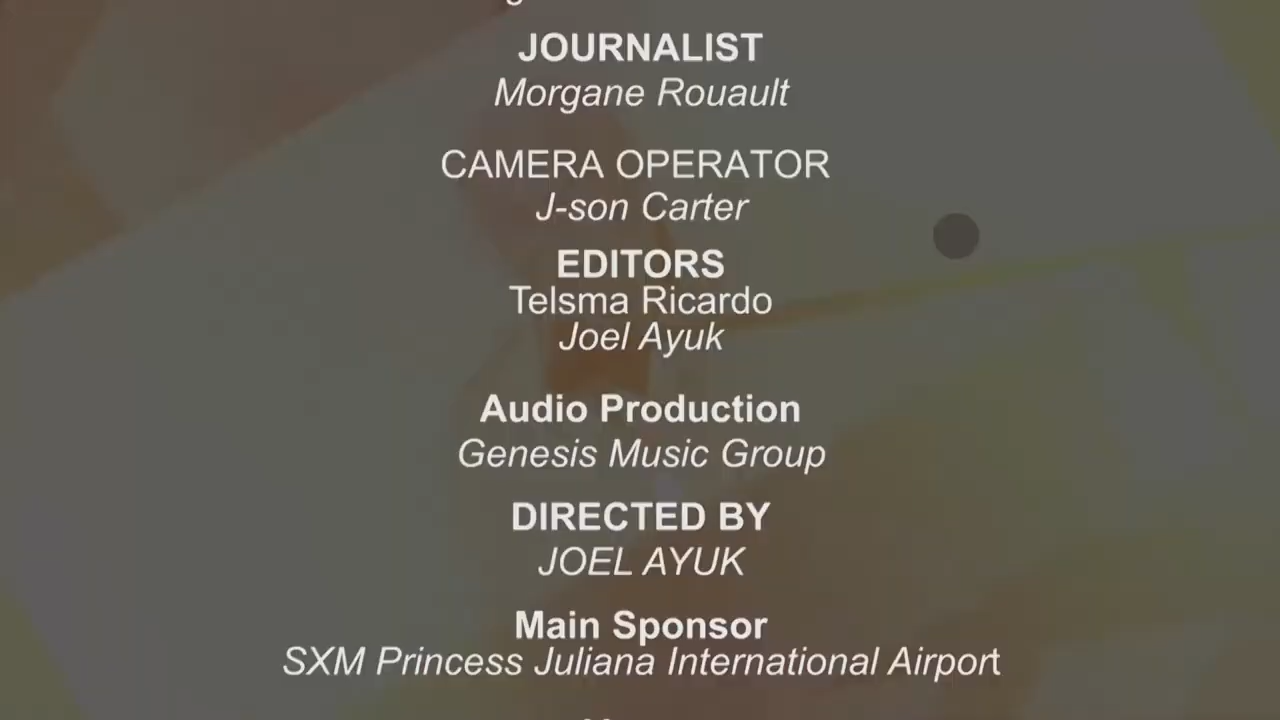 JOURNALIST
Morgane Rouault
CAMERA OPERATOR
J-son Carter
EDITORS
Telsma Ricardo
Joel Ayuk
Audio Production
Genesis Music Group
DIRECTED BY
JOEL AYUK
Main Sponsor
SXM Princess Juliana International Airport